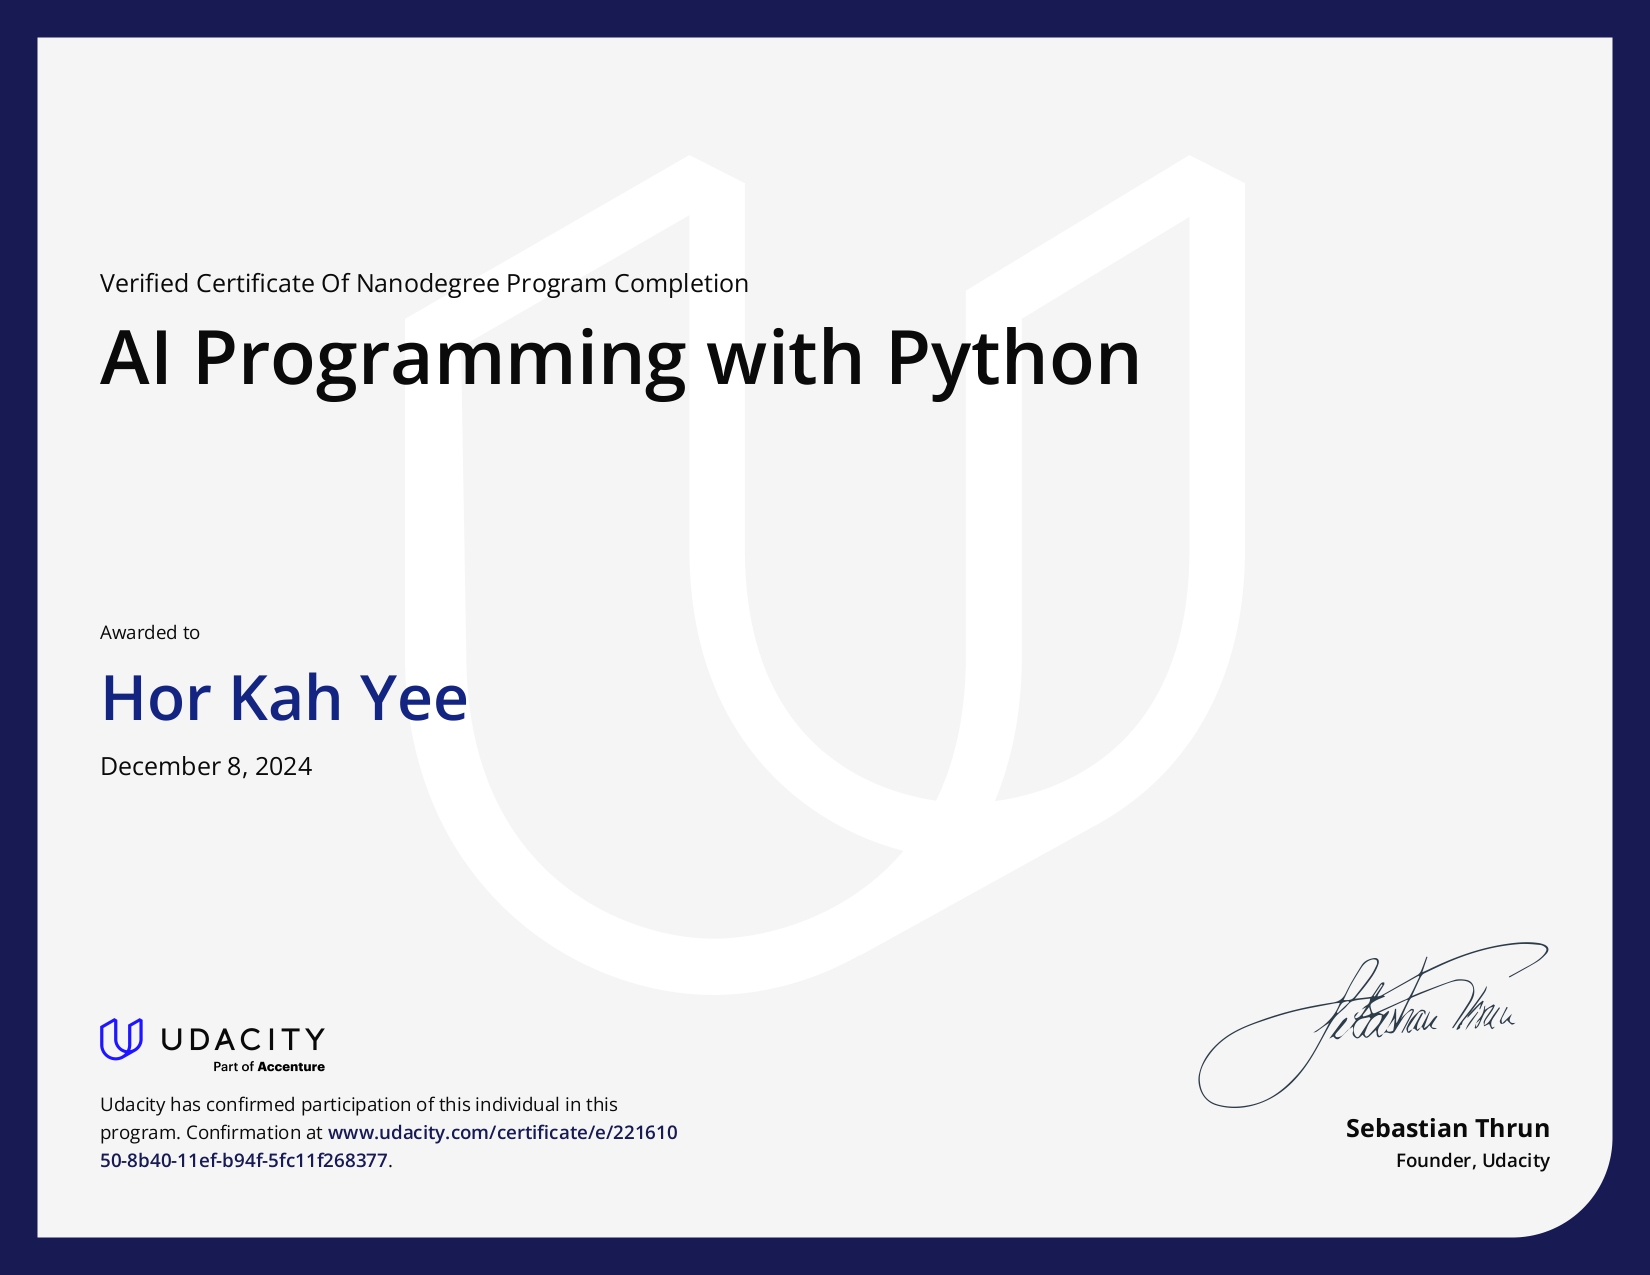 Verified Certificate Of Nanodegree Program Completion
AI Programming with Python
Awarded to
Hor Kah Yee
December 8, 2024
UDACITY
Part of Accenture
Udacity has confirmed participation of this individual in this
program. Confirmation at www.udacity.com/certificate/e/221610
50-8b40-11ef-b94f-5fc11f268377.
Sebastian Thrun
Sebastian Thrun
Founder, Udacity